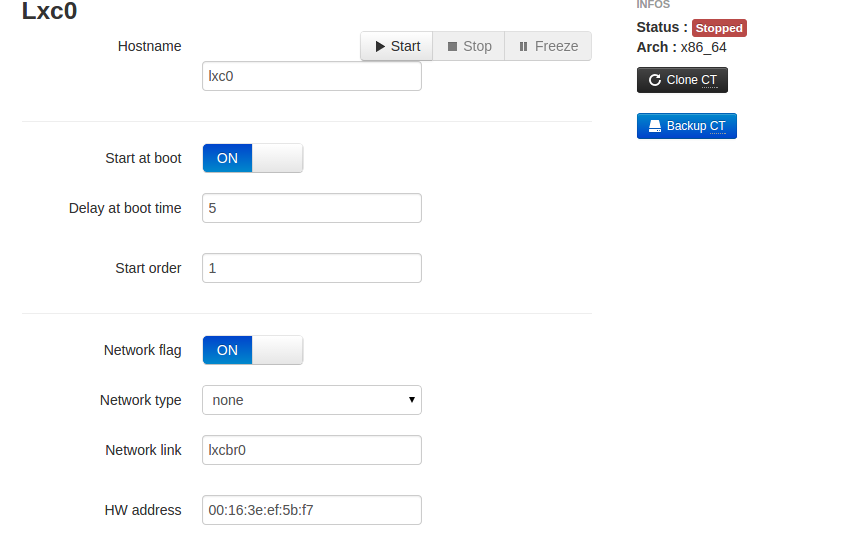 Lxc0
Hostname
Start Stop Freeze
lxc0
Start at boot ON
Delay at boot time 5
Start order 1
Network flag ON
Network type none
Network link lxcbr0
HW address 00:16:3e:ef:5b:f7
INFOS
Status : Stopped
Arch : x86_64
Clone CT
Backup CT